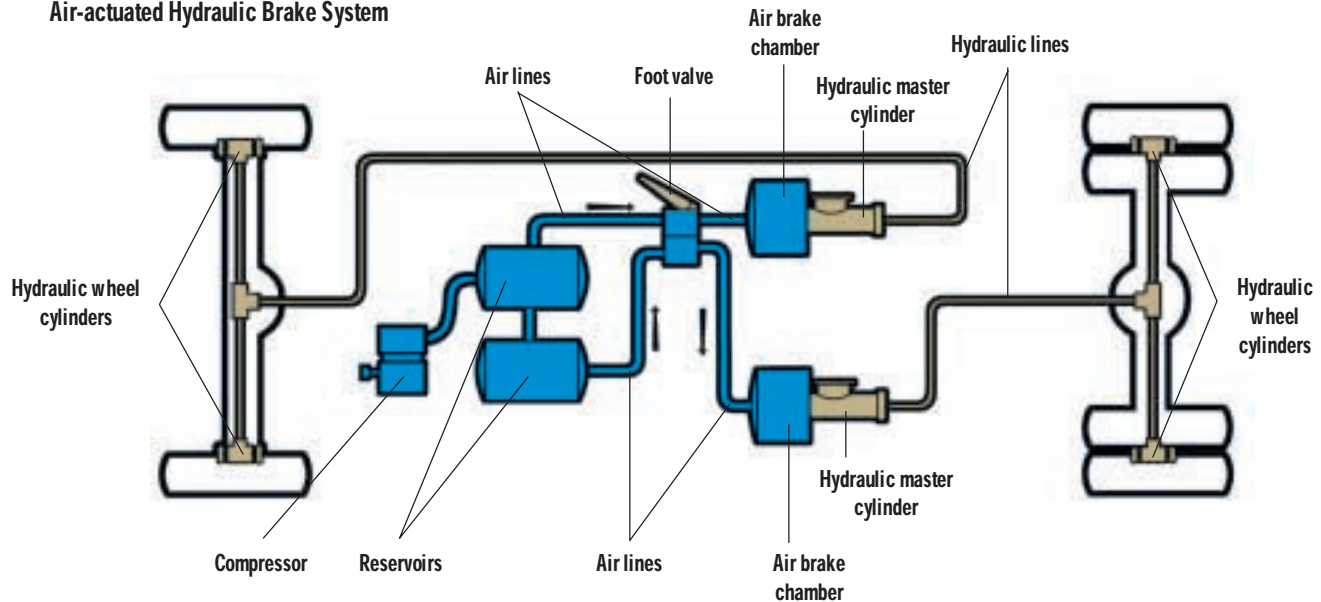 Air-actuated Hydraulic Brake System
Air brake
chamber
Hydraulic lines
Air lines
Foot valve
Hydraulic master
cylinder
Hydraulic wheel
cylinders
Hydraulic
wheel
cylinders
Hydraulic master
cylinder
Compressor
Reservoirs
Air lines
Air brake
chamber